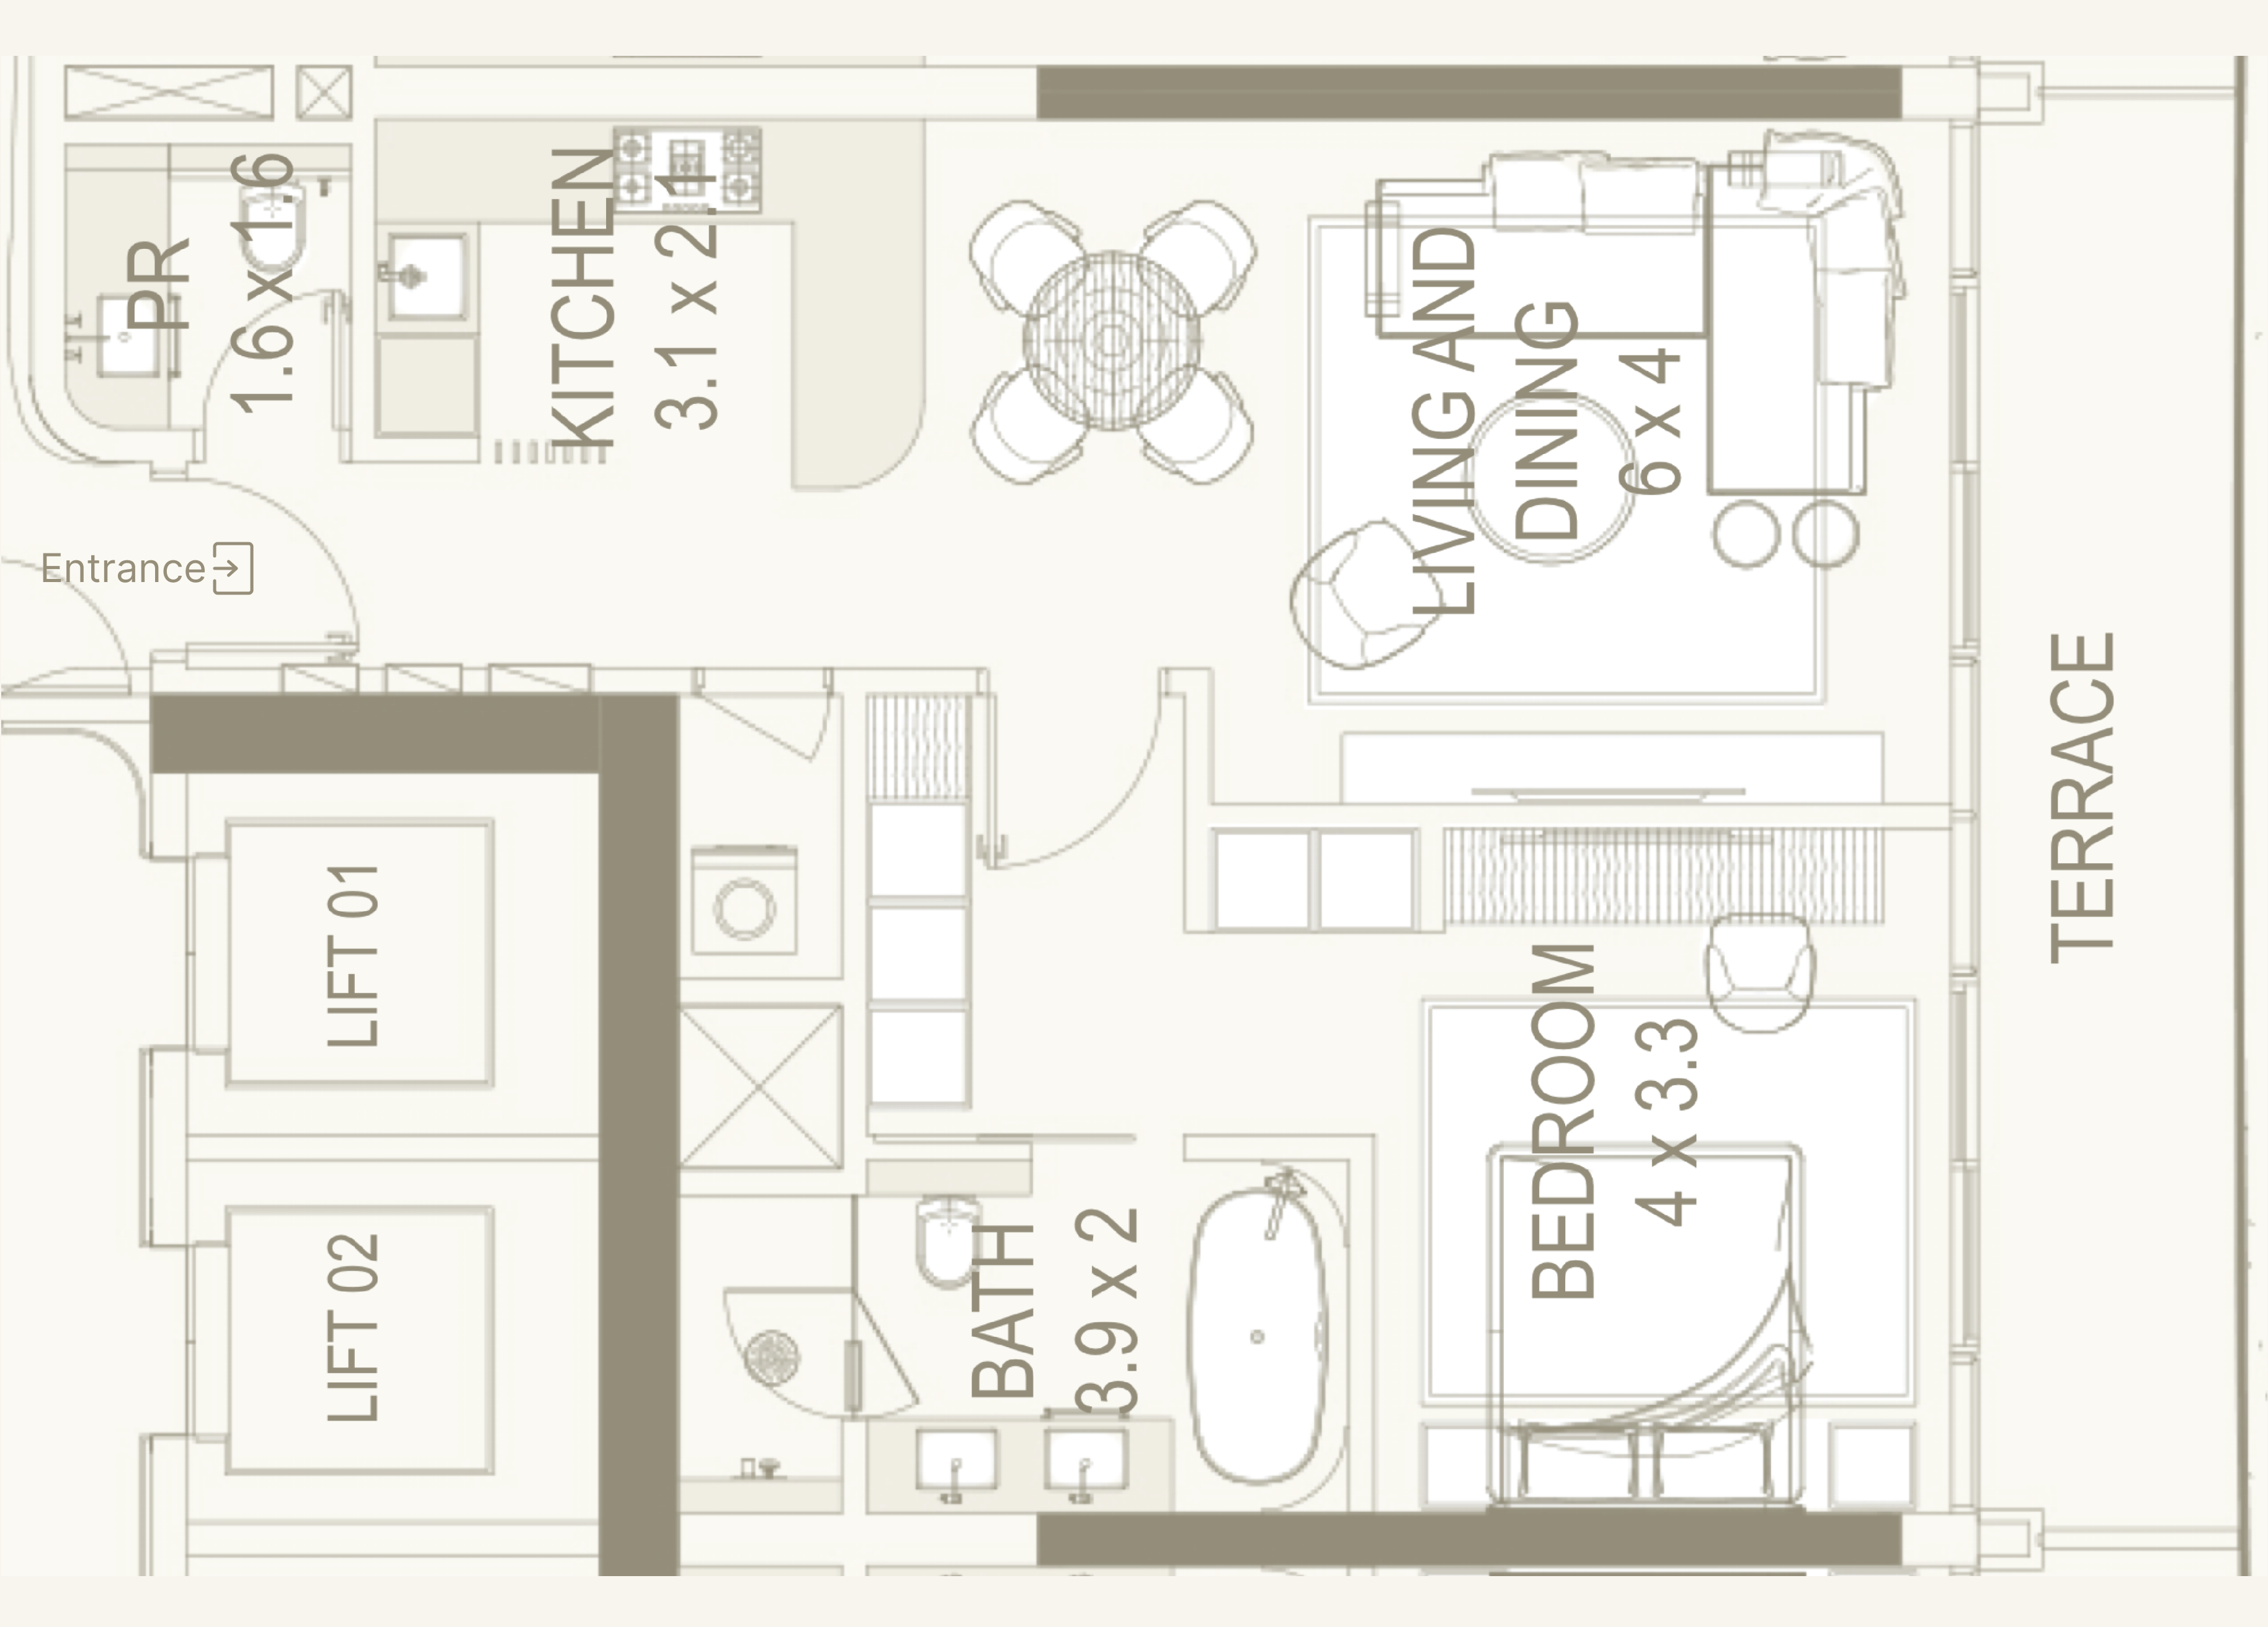 PR
1.6 x 1.6
KITCHEN
3.1 x 2.1
LIVING AND
DINING
6 x 4
Entrance
TERRACE
LIFT 01
LIFT 02
BATH
3.9 x 2
BEDROOM
4 x 3.3